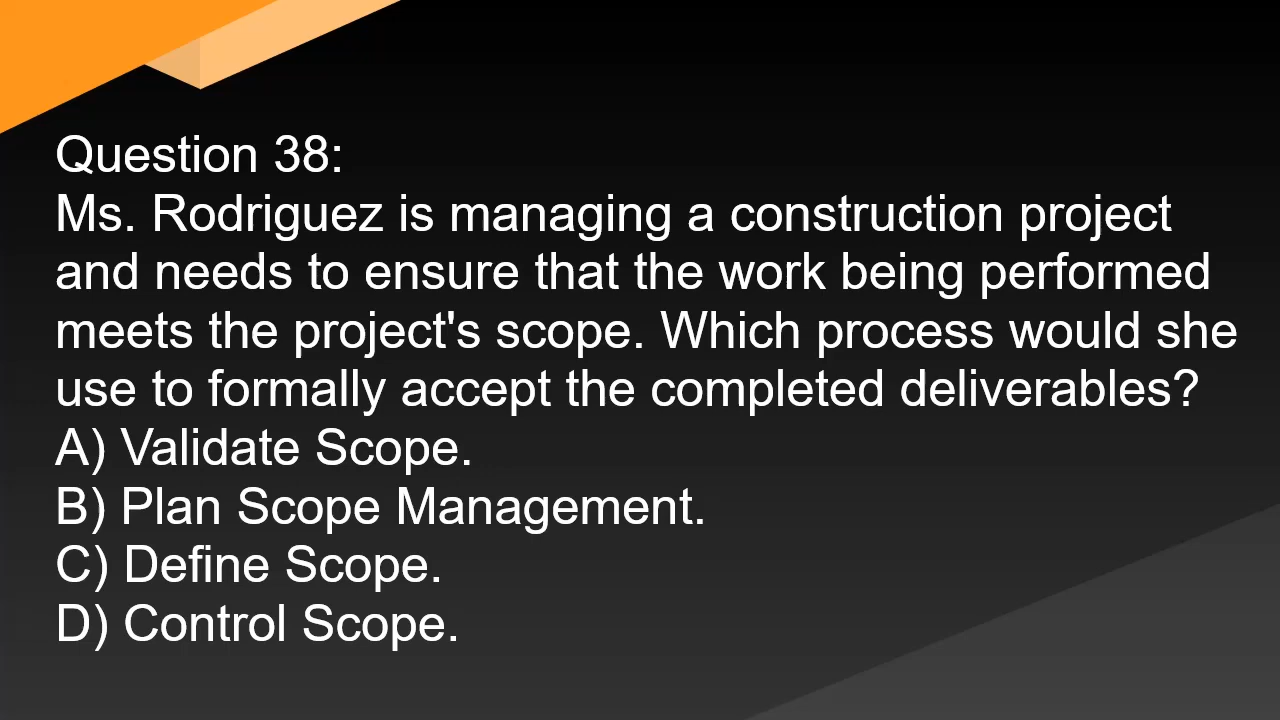 Question 38:
Ms. Rodriguez is managing a construction project
and needs to ensure that the work being performed
meets the project's scope. Which process would she
use to formally accept the completed deliverables?
A) Validate Scope.
B) Plan Scope Management.
C) Define Scope.
D) Control Scope.